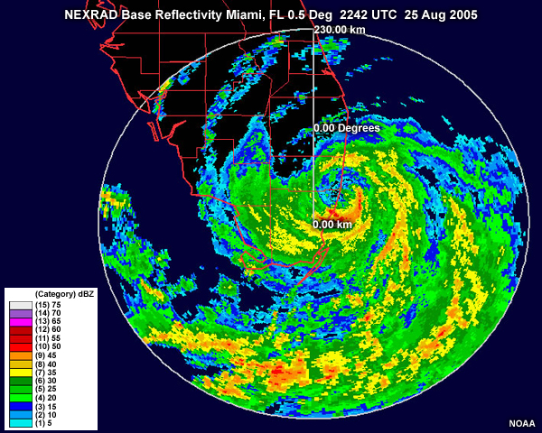 NEXRAD Base Reflectivity Miami, FL 0.5 Deg 2242 UTC 25 Aug 2005
230.00 km
0.00 Degrees
0.00 km
(Category) dBZ
(15) 75
(14) 70
(13) 65
(12) 60
(11) 55
(10) 50
(9) 45
(8) 40
(7) 35
(6) 30
(5) 25
(4) 20
(3) 15
(2) 10
(1) 5
NOAA